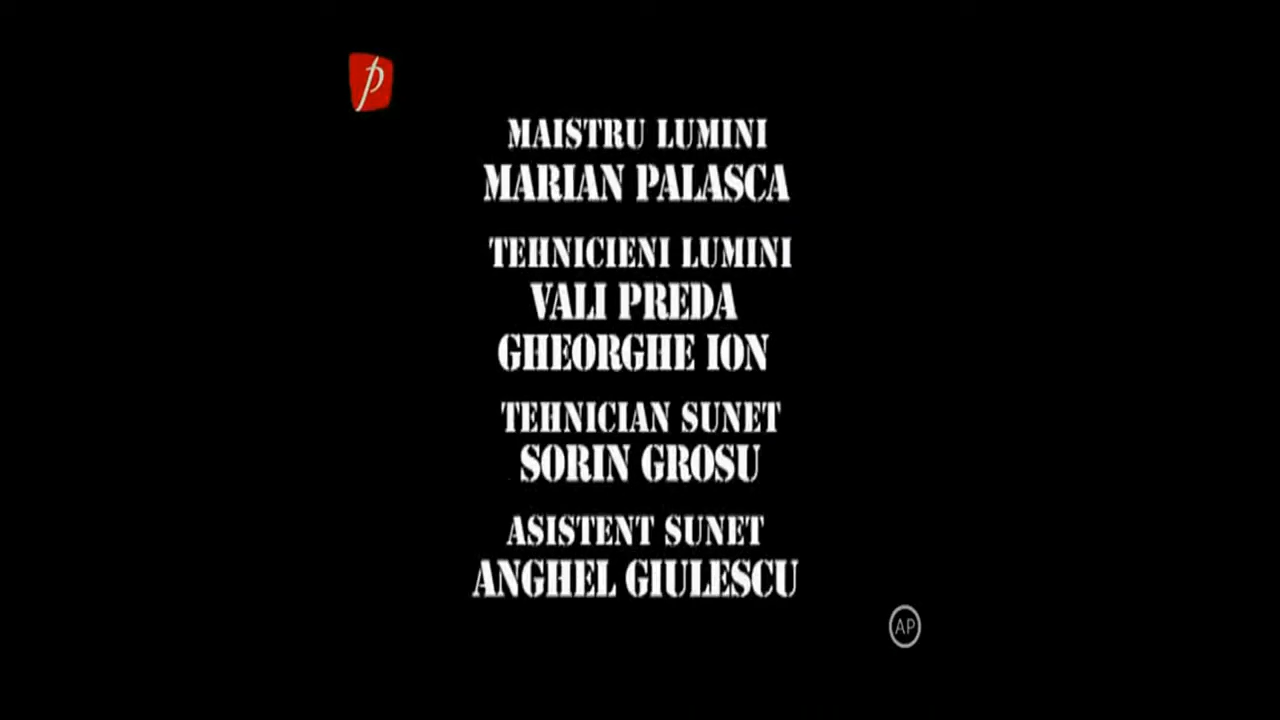 p
MAISTRU LUMINI
MARIAN PALASCA
TEHNICIENI LUMINI
VALI PREDA
GHEORGHE ION
TEHNICIAN SUNET
SORIN GROSU
ASISTENT SUNET
ANGHEL GIULESCU
AP